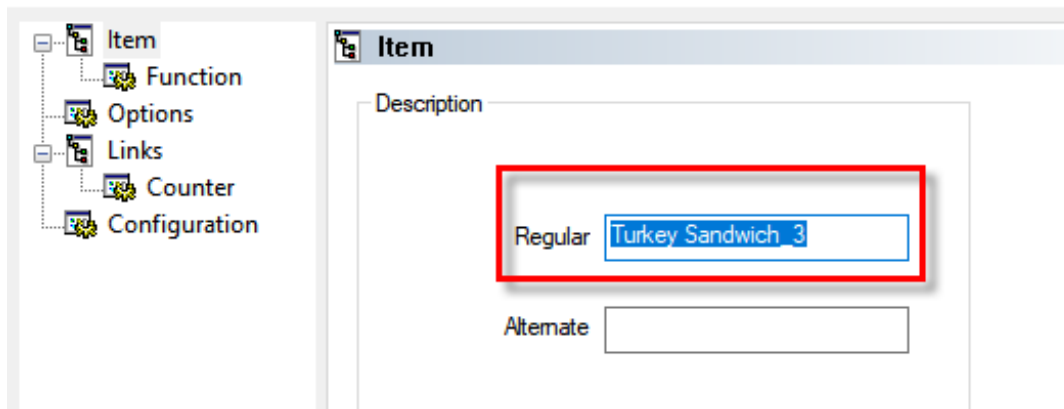 Item
Function
Options
Links
Counter
Configuration
Item
Description
Regular Turkey Sandwich_3
Alternate